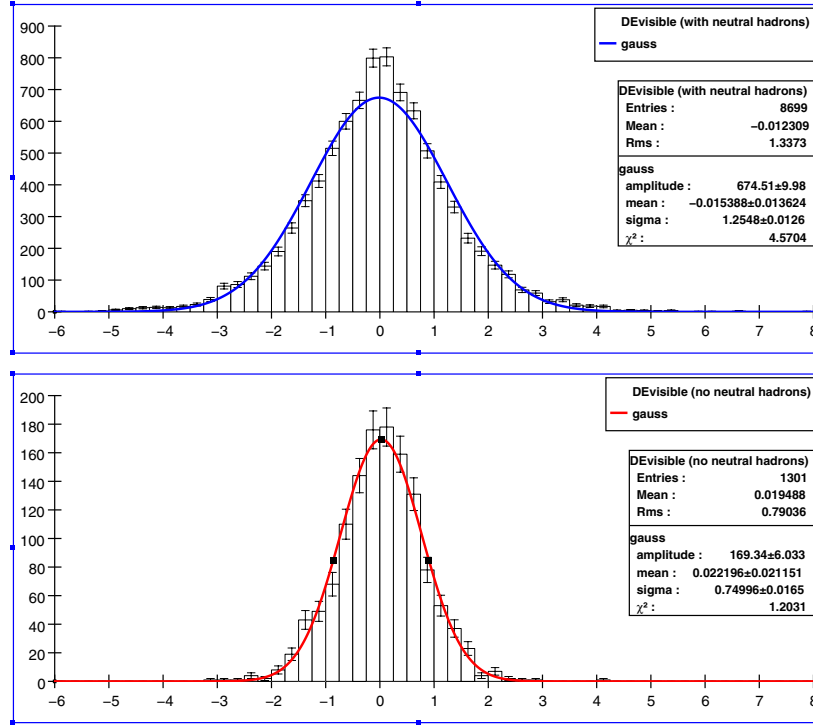 DEvisible (with neutral hadrons)
gauss
DEvisible (with neutral hadrons)
Entries : 8699
Mean : −0.012309
Rms : 1.3373
gauss
amplitude : 674.51±9.98
mean : −0.015388±0.013624
sigma : 1.2548±0.0126
χ² : 4.5704
900
800
700
600
500
400
300
200
100
0
−6 −5 −4 −3 −2 −1 0 1 2 3 4 5 6 7 8
DEvisible (no neutral hadrons)
gauss
DEvisible (no neutral hadrons)
Entries : 1301
Mean : 0.019488
Rms : 0.79036
gauss
amplitude : 169.34±6.033
mean : 0.022196±0.021151
sigma : 0.74996±0.0165
χ² : 1.2031
200
180
160
140
120
100
80
60
40
20
0
−6 −5 −4 −3 −2 −1 0 1 2 3 4 5 6 7 8